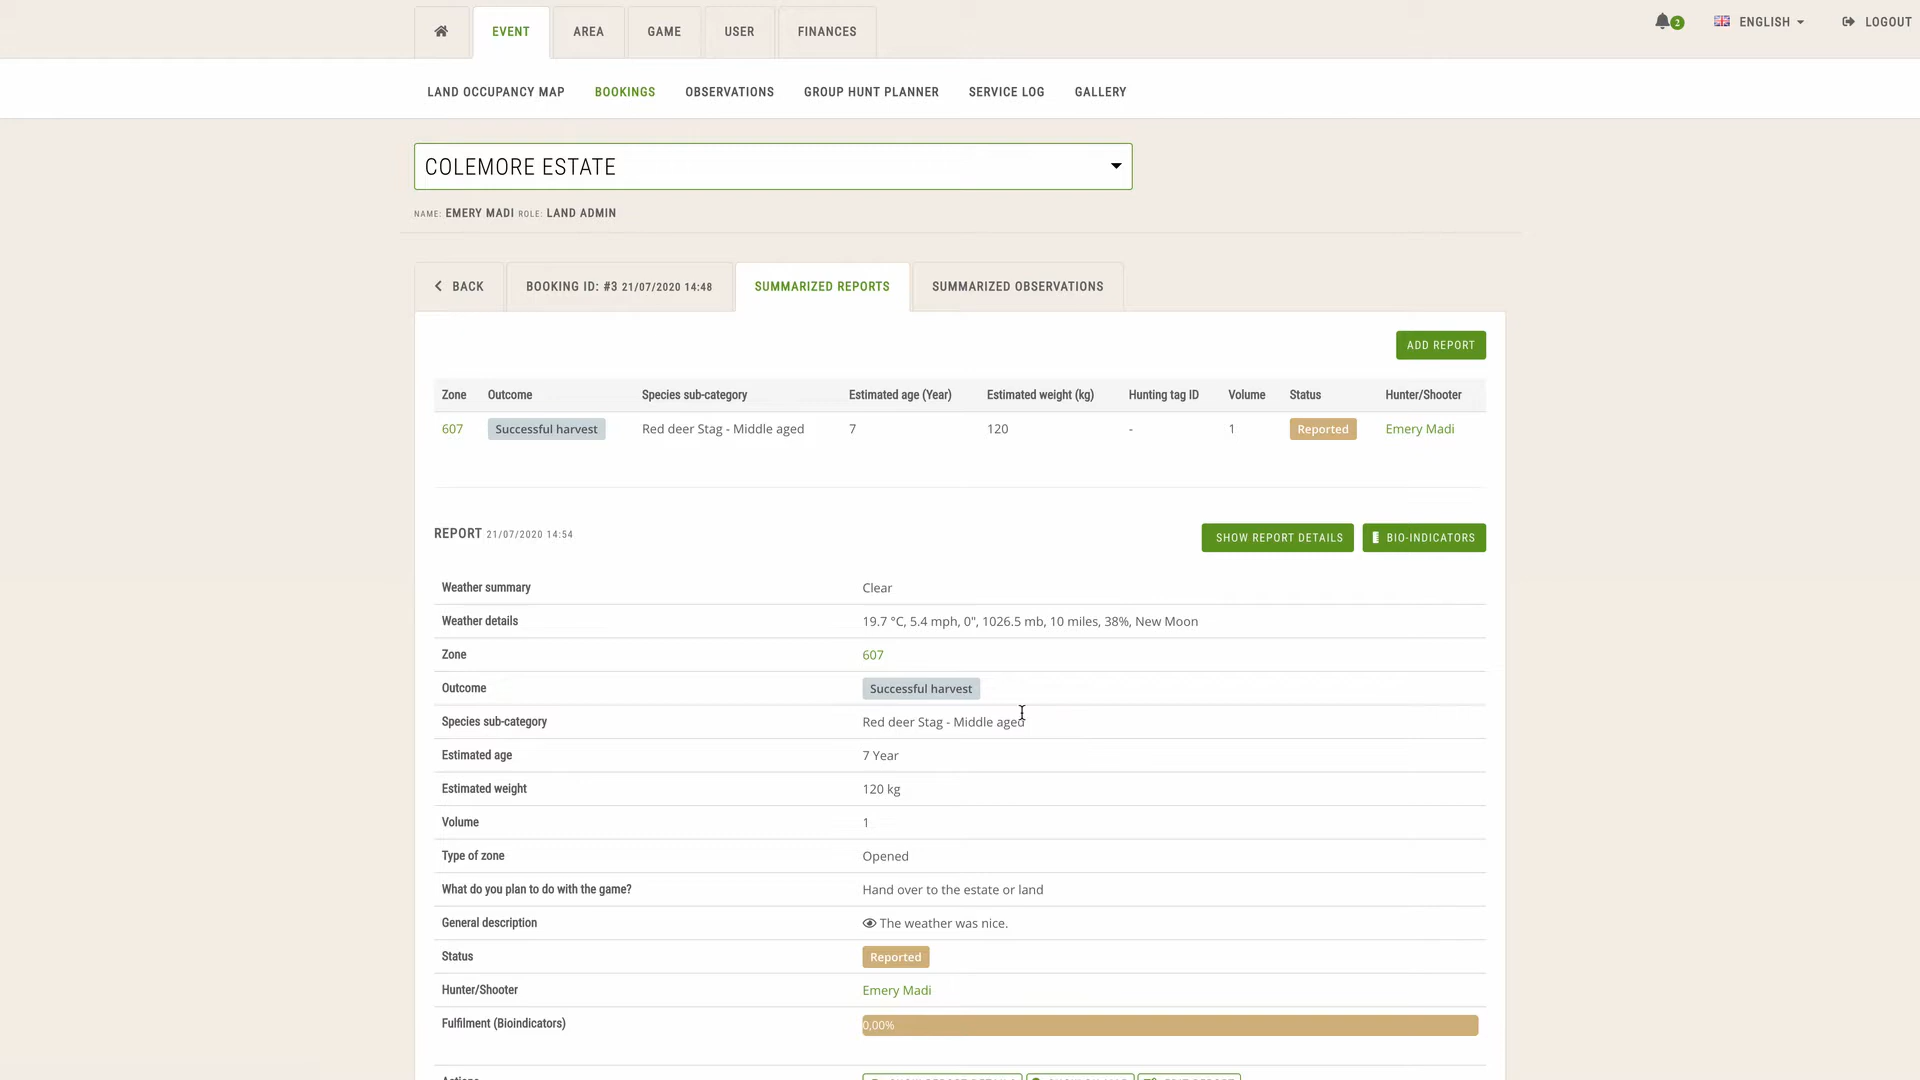 EVENT AREA GAME USER FINANCES 2 ENGLISH LOGOUT
LAND OCCUPANCY MAP BOOKINGS OBSERVATIONS GROUP HUNT PLANNER SERVICE LOG GALLERY
COLEMORE ESTATE
NAME: EMERY MADI ROLE: LAND ADMIN
BACK BOOKING ID: #3 21/07/2020 14:48 SUMMARIZED REPORTS SUMMARIZED OBSERVATIONS
ADD REPORT
Zone Outcome Species sub-category Estimated age (Year) Estimated weight (kg) Hunting tag ID Volume Status Hunter/Shooter
607 Successful harvest Red deer Stag - Middle aged 7 120 - 1 Reported Emery Madi
REPORT 21/07/2020 14:54 SHOW REPORT DETAILS BIO-INDICATORS
Weather summary Clear
Weather details 19.7 °C, 5.4 mph, 0", 1026.5 mb, 10 miles, 38%, New Moon
Zone 607
Outcome Successful harvest
Species sub-category Red deer Stag - Middle aged
Estimated age 7 Year
Estimated weight 120 kg
Volume 1
Type of zone Opened
What do you plan to do with the game? Hand over to the estate or land
General description The weather was nice.
Status Reported
Hunter/Shooter Emery Madi
Fulfilment (Bioindicators) 0,00%